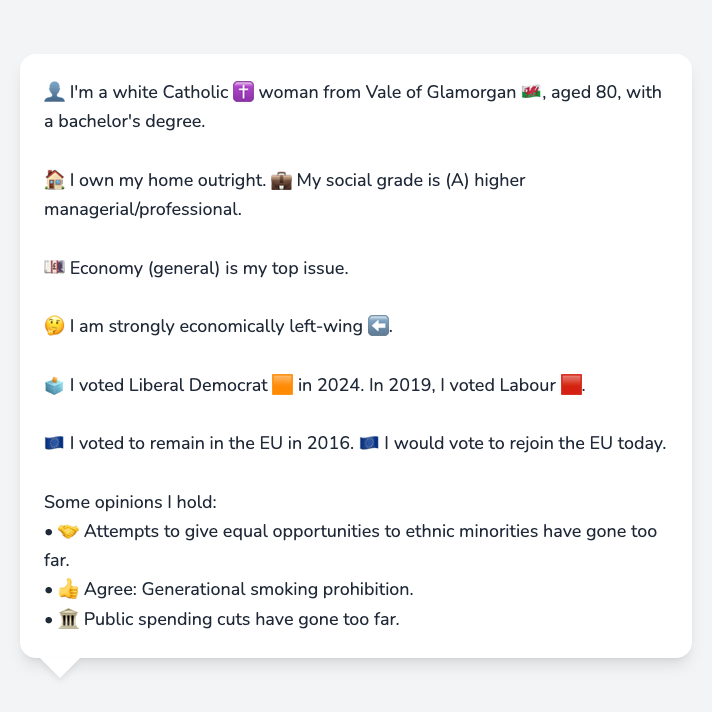 👤 I'm a white Catholic ✝️ woman from Vale of Glamorgan 🏴󠁧󠁢󠁷󠁬󠁳󠁿, aged 80, with
a bachelor's degree.
🏠 I own my home outright. 💼 My social grade is (A) higher
managerial/professional.
💷 Economy (general) is my top issue.
🤔 I am strongly economically left-wing ⬅️.
🗳️ I voted Liberal Democrat 🟧 in 2024. In 2019, I voted Labour 🟥.
🇪🇺 I voted to remain in the EU in 2016. 🇪🇺 I would vote to rejoin the EU today.
Some opinions I hold:
• 🤝 Attempts to give equal opportunities to ethnic minorities have gone too
far.
• 👍 Agree: Generational smoking prohibition.
• 🏛️ Public spending cuts have gone too far.